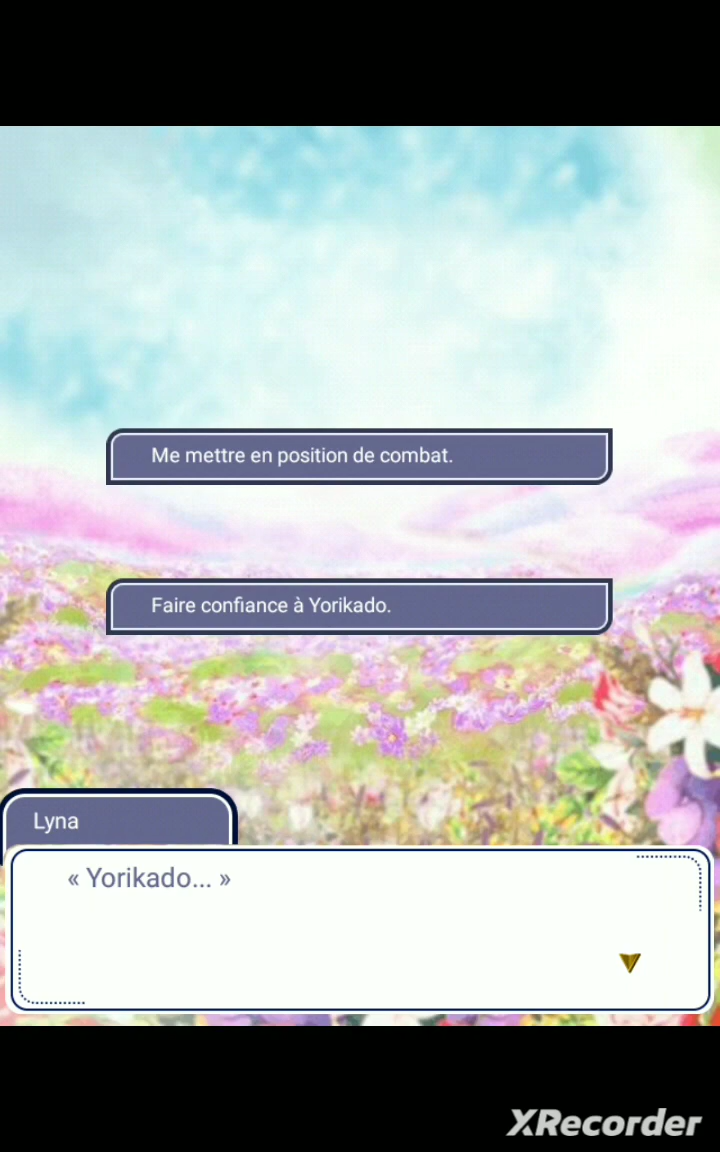 Me mettre en position de combat.
Faire confiance à Yorikado.
Lyna
« Yorikado... »
XRecorder